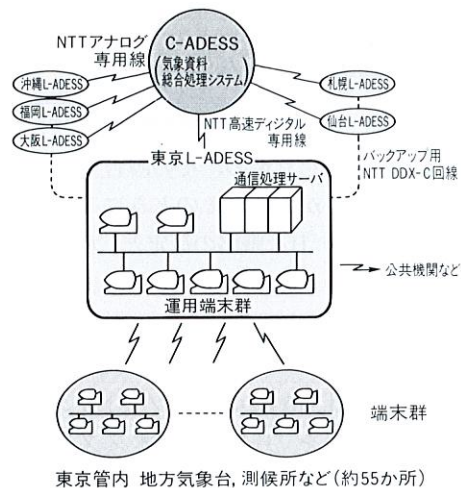 NTTアナログ
専用線
C-ADESS
(気象資料
総合処理システム)
沖縄L-ADESS
福岡L-ADESS
大阪L-ADESS
札幌L-ADESS
仙台L-ADESS
NTT高速ディジタル
専用線
バックアップ用
NTT DDX-C回線
東京L-ADESS
通信処理サーバ
運用端末群
公共機関など
端末群
東京管内 地方気象台,測候所など(約55か所)